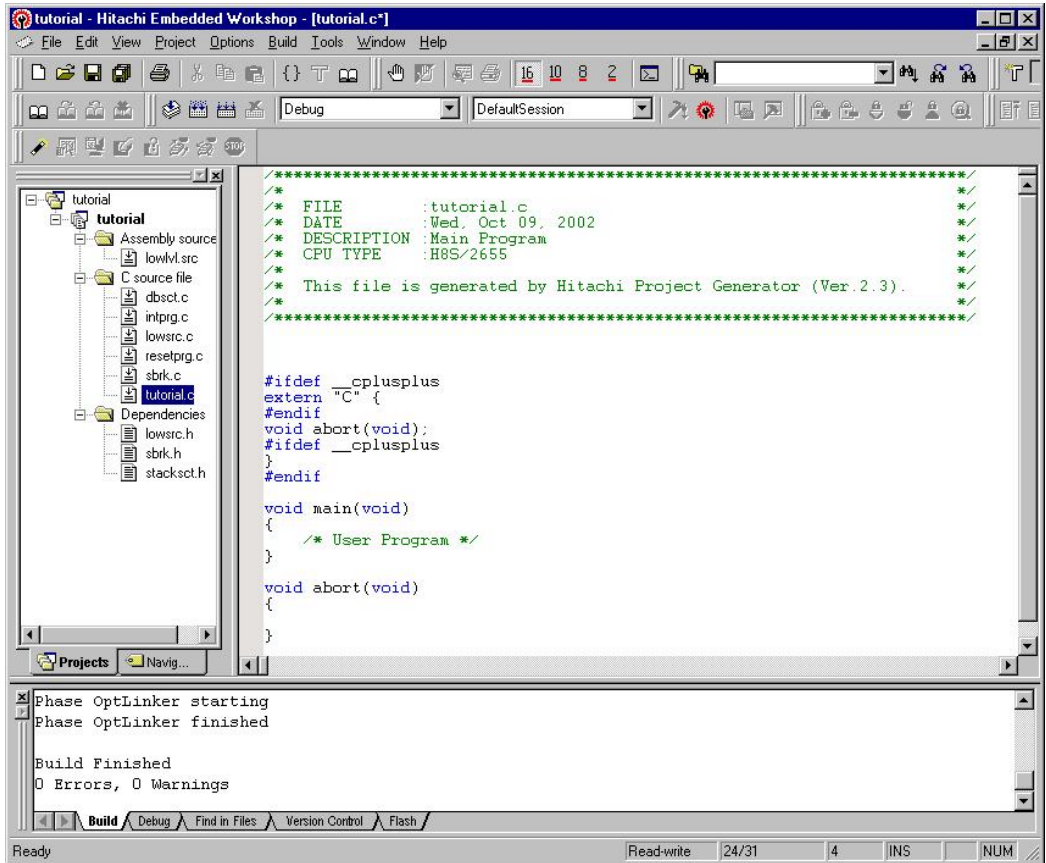 tutorial - Hitachi Embedded Workshop - [tutorial.c*]
File Edit View Project Options Build Tools Window Help
{} T 16 10 8 2
Debug DefaultSession
STOP
tutorial
tutorial
Assembly source
lowlvl.src
C source file
dbsct.c
intprg.c
lowsrc.c
resetprg.c
sbrk.c
tutorial.c
Dependencies
lowsrc.h
sbrk.h
stacksct.h
Projects Navig...
/***********************************************************************/
/* */
/* FILE :tutorial.c */
/* DATE :Wed, Oct 09, 2002 */
/* DESCRIPTION :Main Program */
/* CPU TYPE :H8S/2655 */
/* */
/* This file is generated by Hitachi Project Generator (Ver.2.3). */
/* */
/***********************************************************************/
#ifdef __cplusplus
extern "C" {
#endif
void abort(void);
#ifdef __cplusplus
}
#endif
void main(void)
{
/* User Program */
}
void abort(void)
{
}
Phase OptLinker starting
Phase OptLinker finished
Build Finished
0 Errors, 0 Warnings
Build Debug Find in Files Version Control Flash
Ready Read-write 24/31 4 INS NUM